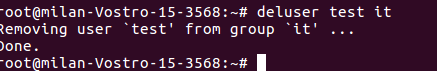 root@milan-Vostro-15-3568:~# deluser test it
Removing user `test' from group `it' ...
Done.
root@milan-Vostro-15-3568:~#